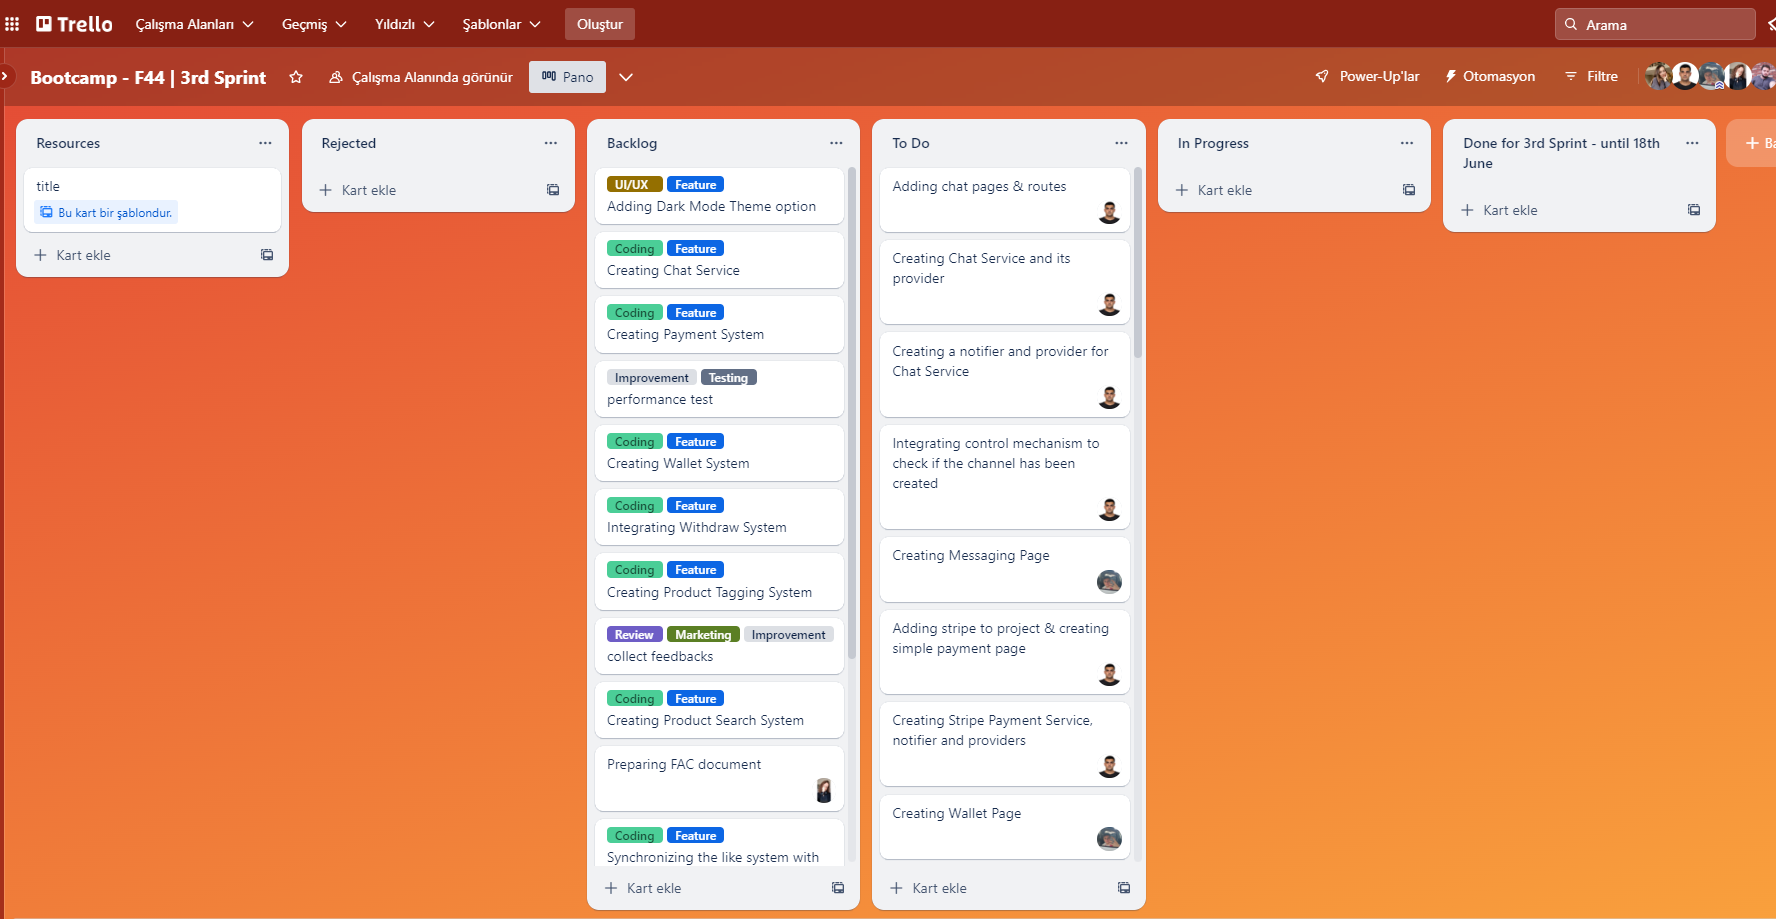 Trello
Çalışma Alanları
Geçmiş
Yıldızlı
Şablonlar
Oluştur
Arama
Bootcamp - F44 | 3rd Sprint
Çalışma Alanında görünür
Pano
Power-Up'lar
Otomasyon
Filtre
Resources
title
Bu kart bir şablondur.
Kart ekle
Rejected
Kart ekle
Backlog
UI/UX Feature
Adding Dark Mode Theme option
Coding Feature
Creating Chat Service
Coding Feature
Creating Payment System
Improvement Testing
performance test
Coding Feature
Creating Wallet System
Coding Feature
Integrating Withdraw System
Coding Feature
Creating Product Tagging System
Review Marketing Improvement
collect feedbacks
Coding Feature
Creating Product Search System
Preparing FAC document
Coding Feature
Synchronizing the like system with
Kart ekle
To Do
Adding chat pages & routes
Creating Chat Service and its
provider
Creating a notifier and provider for
Chat Service
Integrating control mechanism to
check if the channel has been
created
Creating Messaging Page
Adding stripe to project & creating
simple payment page
Creating Stripe Payment Service,
notifier and providers
Creating Wallet Page
Kart ekle
In Progress
Kart ekle
Done for 3rd Sprint - until 18th
June
Kart ekle